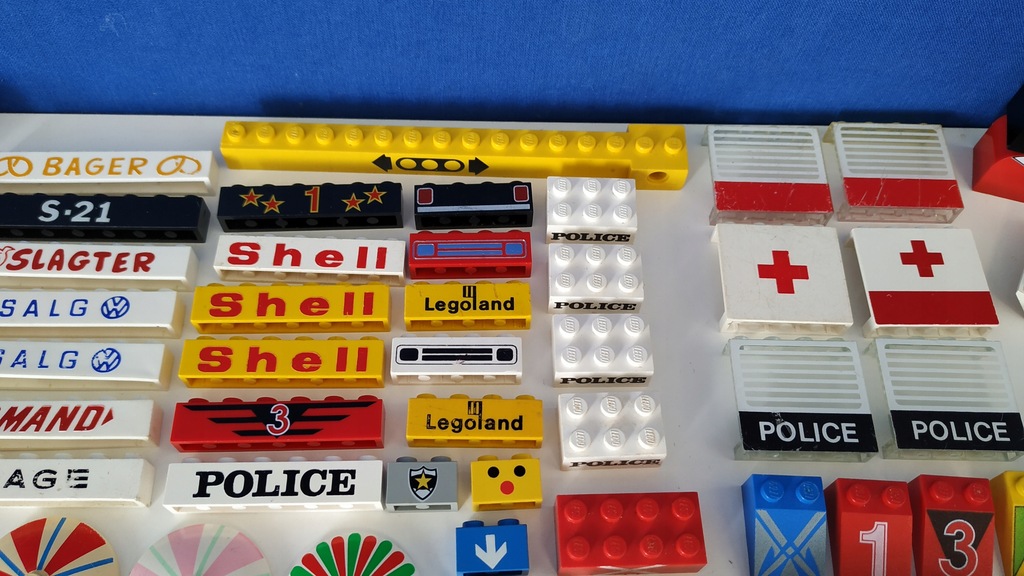 BAGER
S·21
1
SLAGTER
Shell
SALG
Shell
Legoland
SALG
Shell
MAND
3
Legoland
AGE
POLICE
POLICE
POLICE
POLICE
POLICE
POLICE
POLICE
1
3